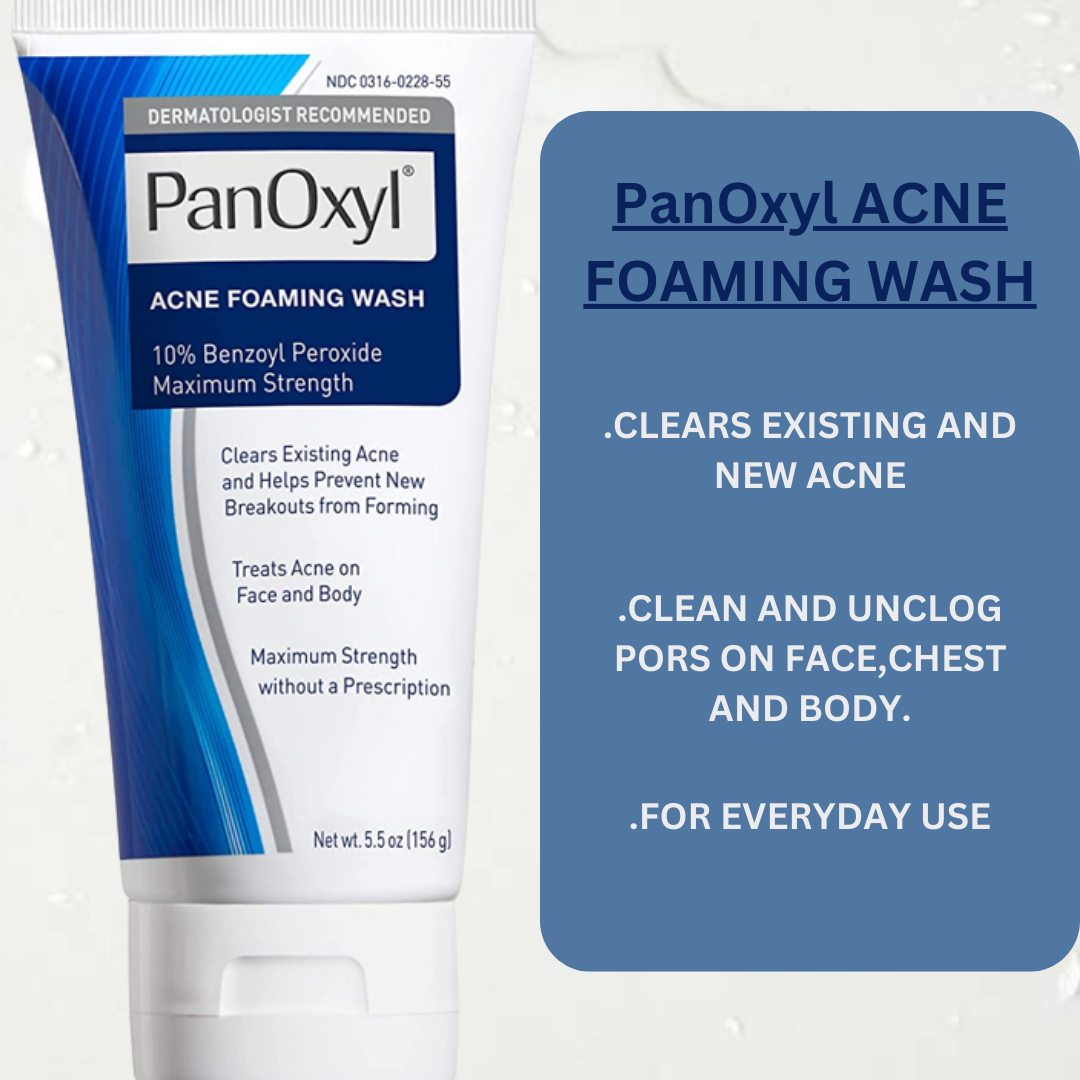 NDC 0316-0228-55
DERMATOLOGIST RECOMMENDED
PanOxyl®
ACNE FOAMING WASH
10% Benzoyl Peroxide
Maximum Strength
Clears Existing Acne
and Helps Prevent New
Breakouts from Forming
Treats Acne on
Face and Body
Maximum Strength
without a Prescription
Net wt. 5.5 oz (156 g)
PanOxyl ACNE
FOAMING WASH
.CLEARS EXISTING AND
NEW ACNE
.CLEAN AND UNCLOG
PORS ON FACE,CHEST
AND BODY.
.FOR EVERYDAY USE